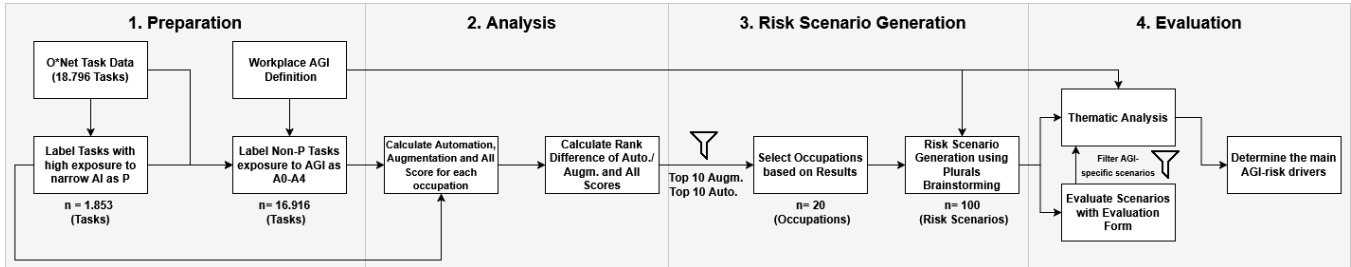 1. Preparation
O*Net Task Data
(18.796 Tasks)
Workplace AGI
Definition
Label Tasks with
high exposure to
narrow AI as P
n = 1.853
(Tasks)
Label Non-P Tasks
exposure to AGI as
A0-A4
n= 16.916
(Tasks)
2. Analysis
Calculate Automation,
Augmentation and All
Score for each
occupation
Calculate Rank
Difference of Auto./
Augm. and All
Scores
3. Risk Scenario Generation
Top 10 Augm.
Top 10 Auto.
Select Occupations
based on Results
n= 20
(Occupations)
Risk Scenario
Generation using
Plurals
Brainstorming
n= 100
(Risk Scenarios)
4. Evaluation
Thematic Analysis
Filter AGI-
specific scenarios
Evaluate Scenarios
with Evaluation
Form
Determine the main
AGI-risk drivers